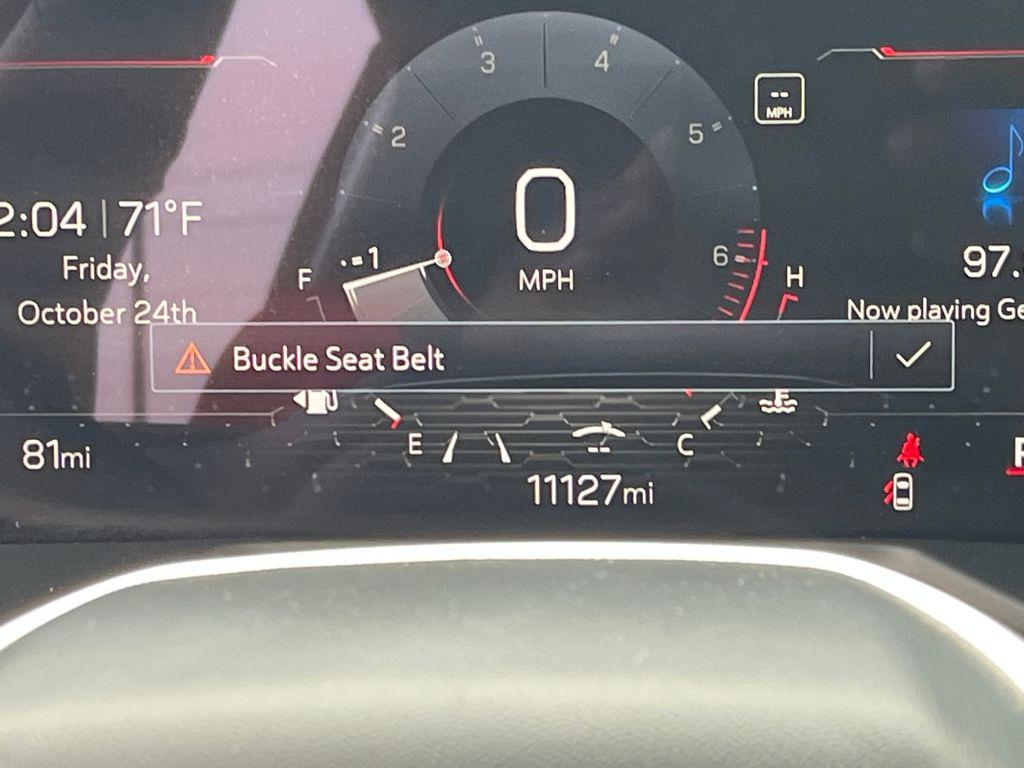 3 4
2 5
-- MPH
0
MPH
1 6
F H
2:04 | 71°F
Friday,
October 24th
97.
Now playing Ge
Buckle Seat Belt
E C
--
81mi
11127mi